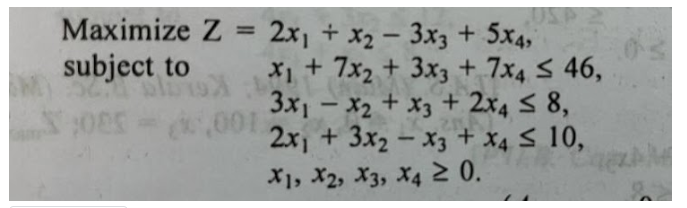 Maximize Z = 2x₁ + x₂ − 3x₃ + 5x₄,
subject to x₁ + 7x₂ + 3x₃ + 7x₄ ≤ 46,
3x₁ − x₂ + x₃ + 2x₄ ≤ 8,
2x₁ + 3x₂ − x₃ + x₄ ≤ 10,
x₁, x₂, x₃, x₄ ≥ 0.